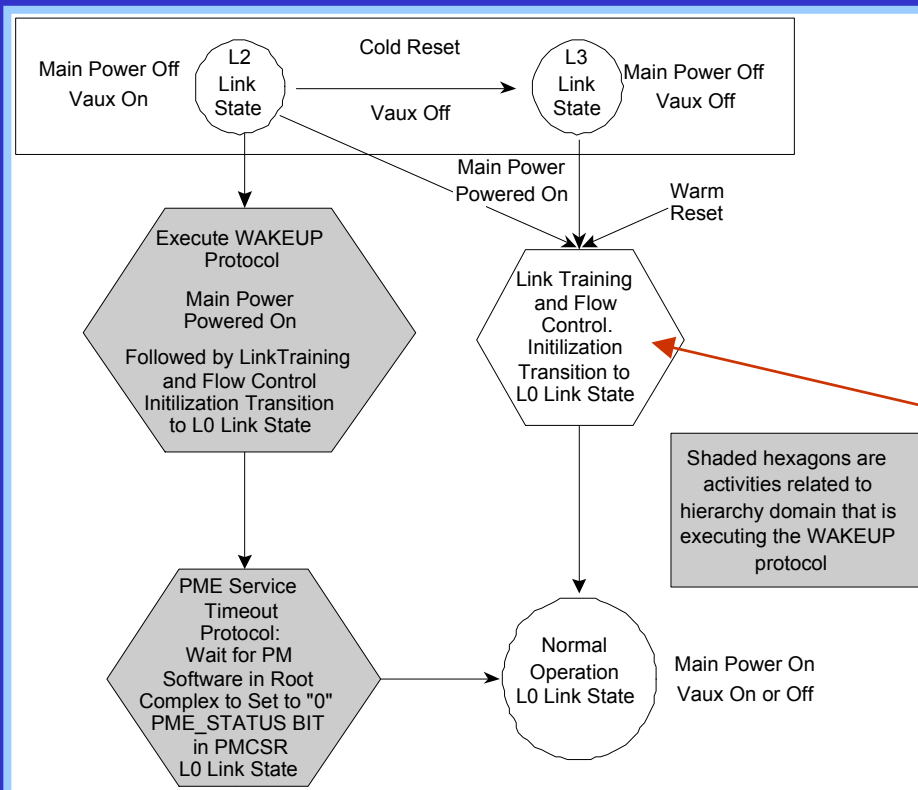 Main Power Off
Vaux On
L2
Link
State
Cold Reset
Vaux Off
L3
Link
State
Main Power Off
Vaux Off
Main Power
Powered On
Warm
Reset
Execute WAKEUP
Protocol
Main Power
Powered On
Followed by LinkTraining
and Flow Control
Initilization Transition
to L0 Link State
Link Training
and Flow
Control.
Initilization
Transition to
L0 Link State
Shaded hexagons are
activities related to
hierarchy domain that is
executing the WAKEUP
protocol
PME Service
Timeout
Protocol:
Wait for PM
Software in Root
Complex to Set to "0"
PME_STATUS BIT
in PMCSR
L0 Link State
Normal
Operation
L0 Link State
Main Power On
Vaux On or Off